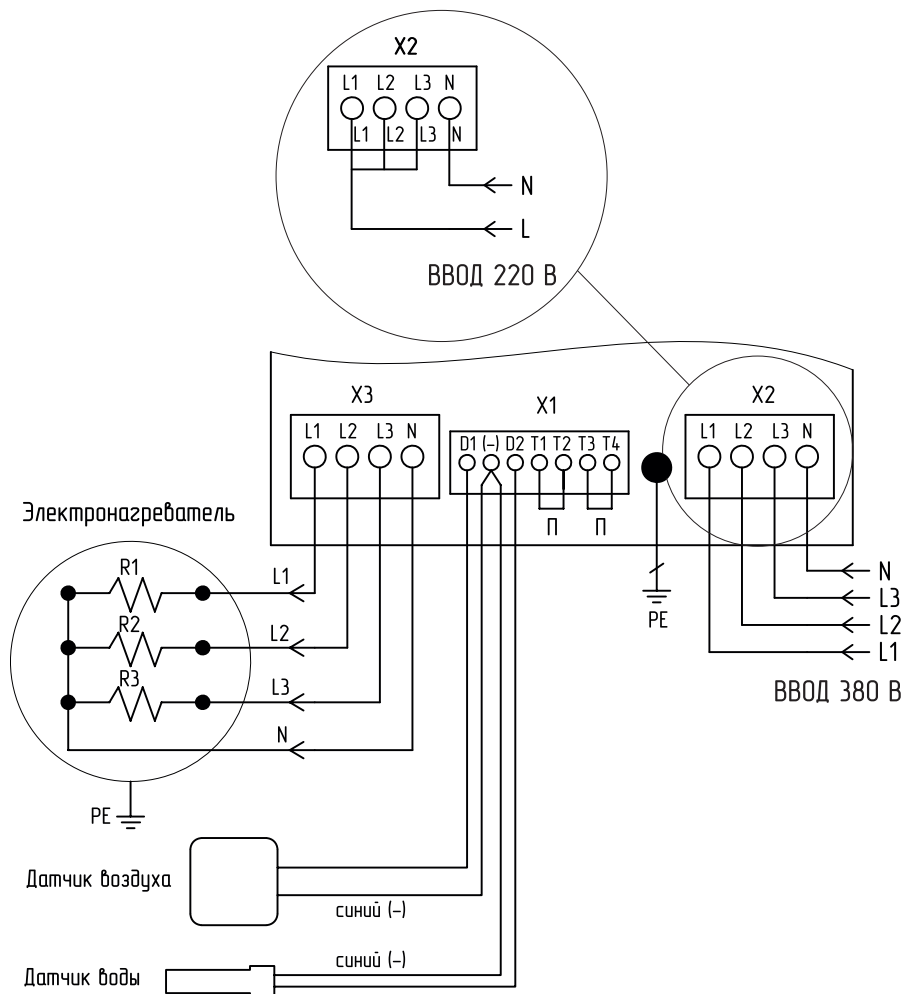 X2
L1 L2 L3 N
L1 L2 L3 N
N
L
ВВОД 220 В
X3
L1 L2 L3 N
X1
D1 (-) D2 T1 T2 T3 T4
П П
X2
L1 L2 L3 N
PE
N
L3
L2
L1
ВВОД 380 В
Электронагреватель
R1
R2
R3
L1
L2
L3
N
PE
Датчик воздуха
синий (-)
Датчик воды
синий (-)